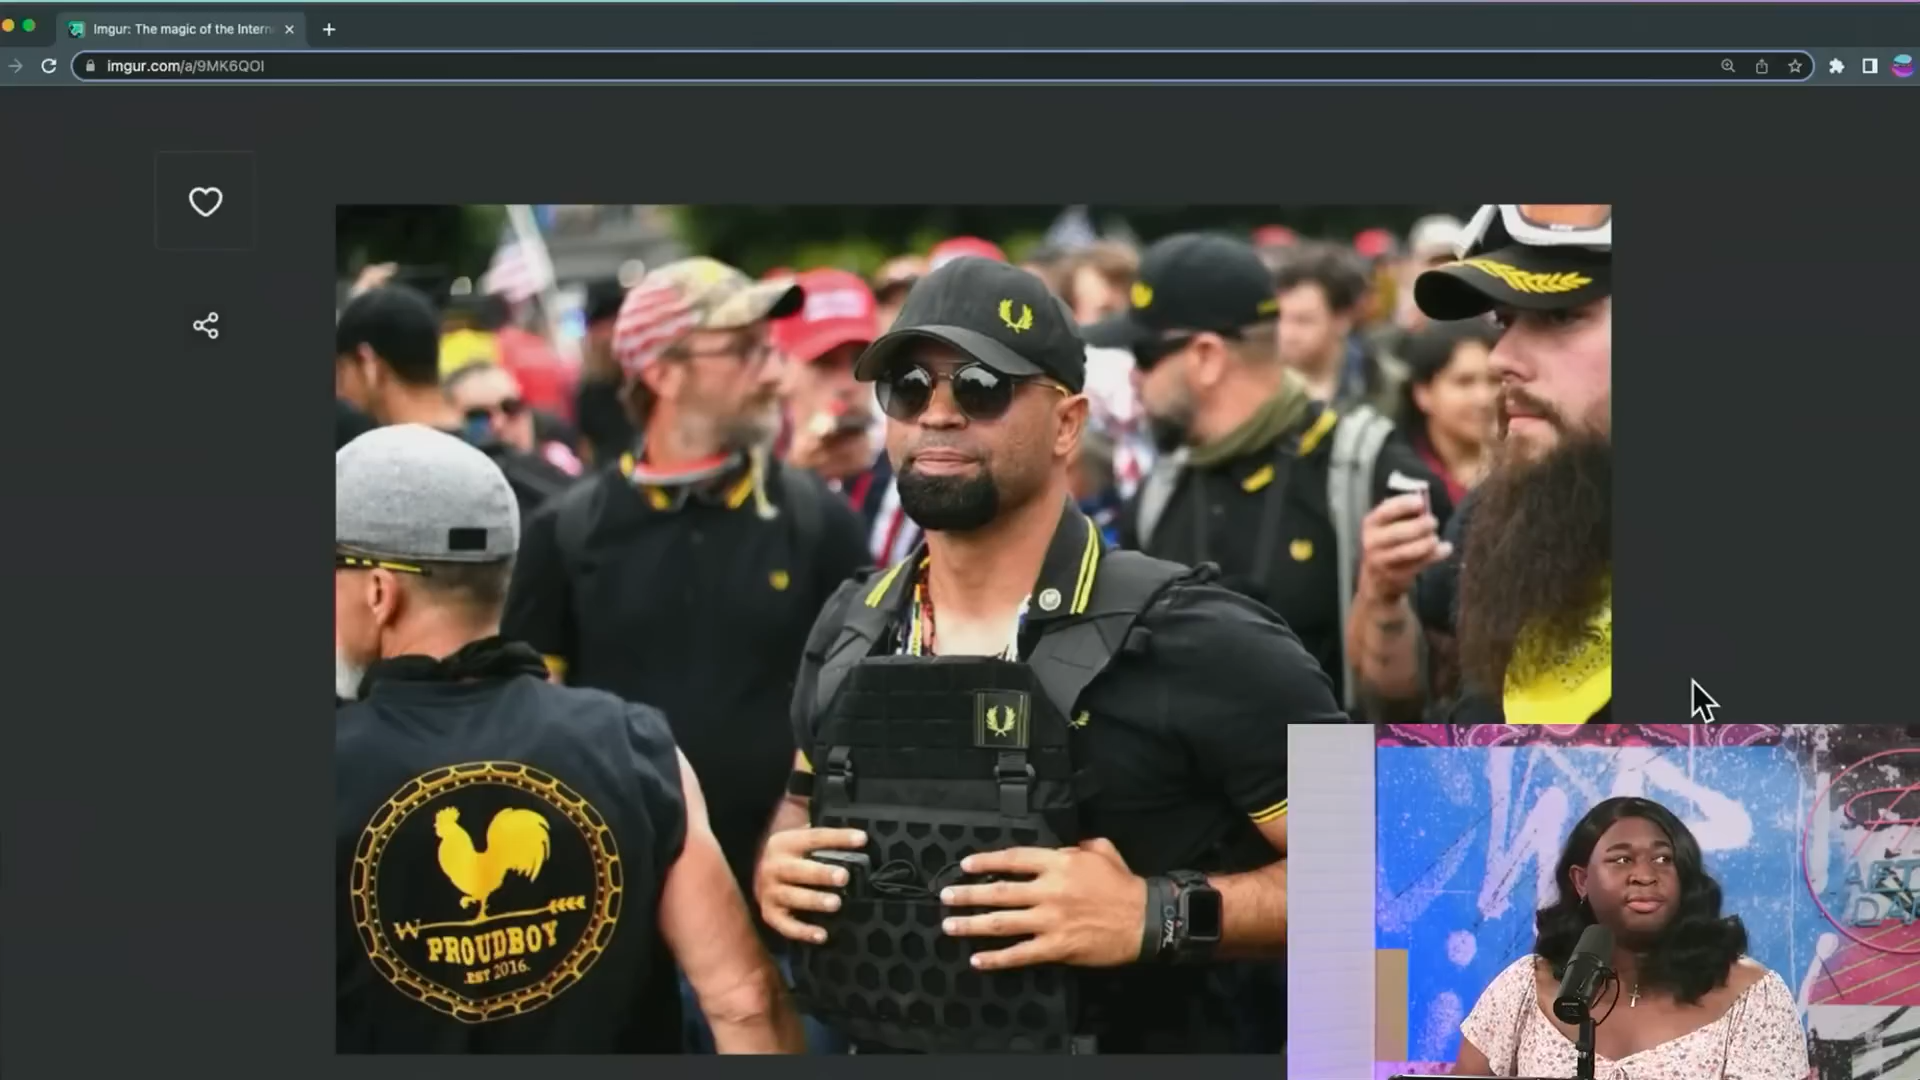 Imgur: The magic of the Intern
imgur.com/a/9MK6QOI
W
PROUDBOY
EST 2016.